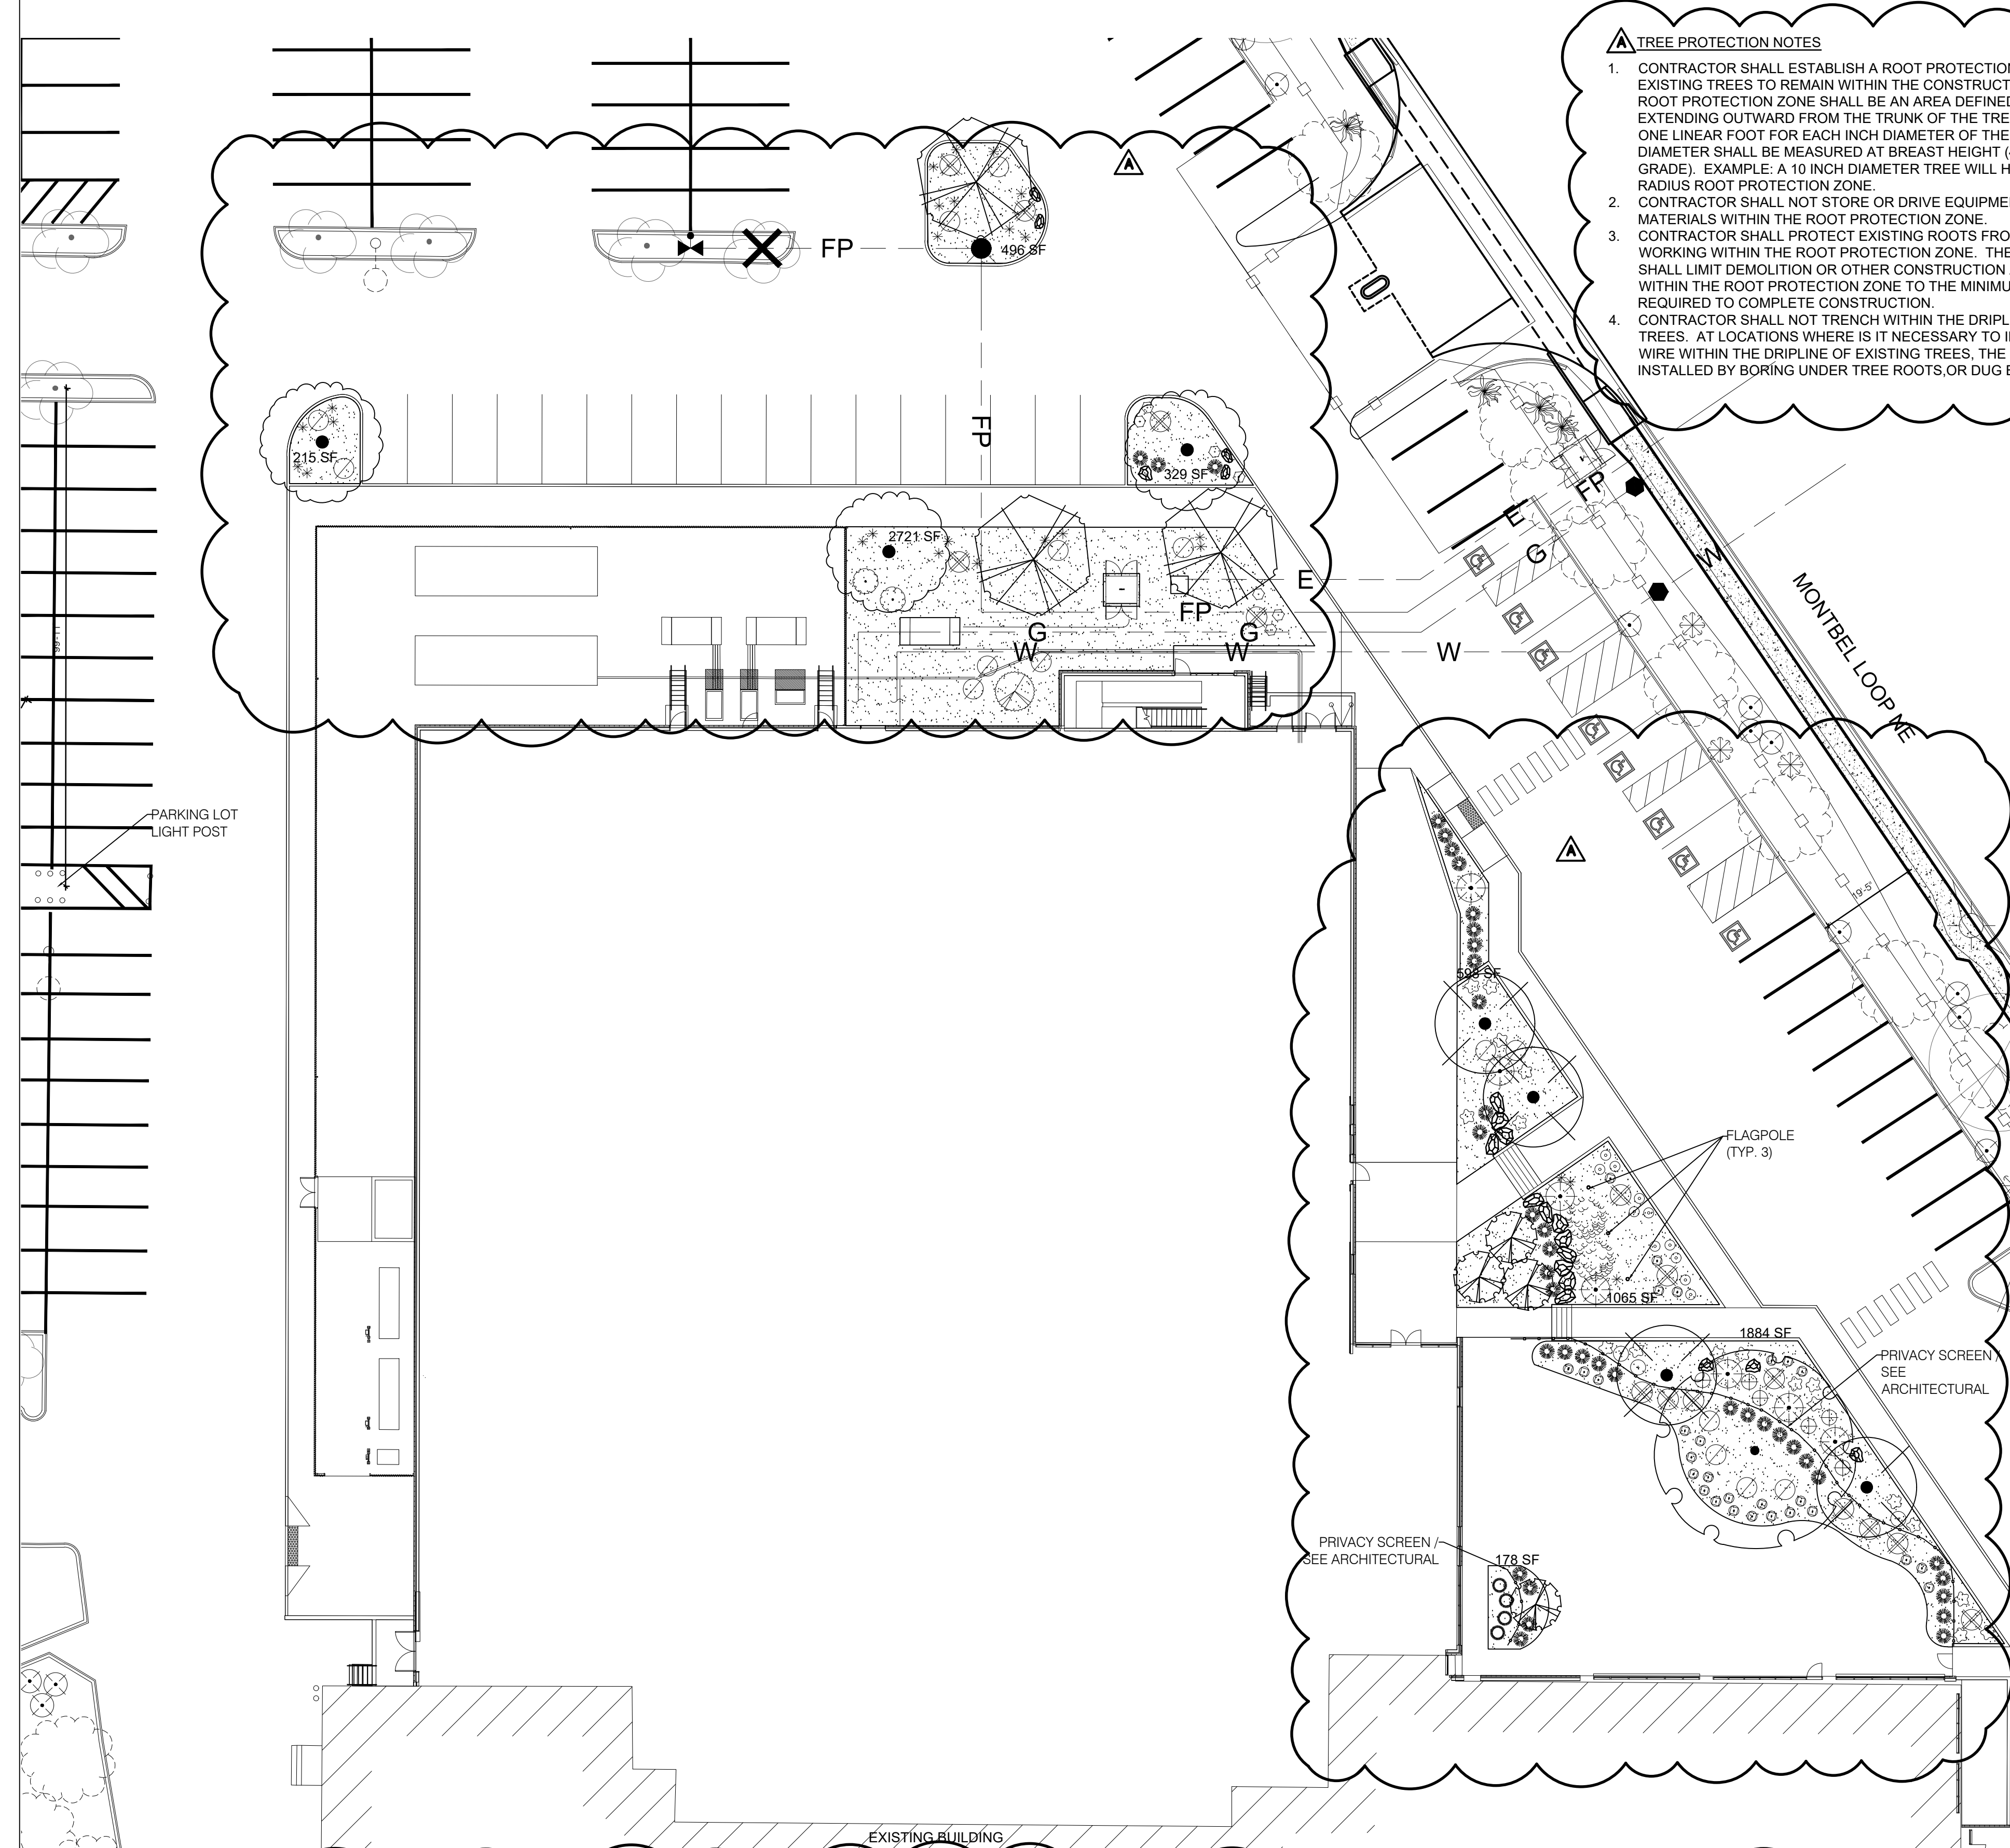 A TREE PROTECTION NOTES
1. CONTRACTOR SHALL ESTABLISH A ROOT PROTECTION
EXISTING TREES TO REMAIN WITHIN THE CONSTRUCT
ROOT PROTECTION ZONE SHALL BE AN AREA DEFINED
EXTENDING OUTWARD FROM THE TRUNK OF THE TRE
ONE LINEAR FOOT FOR EACH INCH DIAMETER OF THE
DIAMETER SHALL BE MEASURED AT BREAST HEIGHT (
GRADE). EXAMPLE: A 10 INCH DIAMETER TREE WILL H
RADIUS ROOT PROTECTION ZONE.
2. CONTRACTOR SHALL NOT STORE OR DRIVE EQUIPME
MATERIALS WITHIN THE ROOT PROTECTION ZONE.
3. CONTRACTOR SHALL PROTECT EXISTING ROOTS FRO
WORKING WITHIN THE ROOT PROTECTION ZONE. THE
SHALL LIMIT DEMOLITION OR OTHER CONSTRUCTION
WITHIN THE ROOT PROTECTION ZONE TO THE MINIMU
REQUIRED TO COMPLETE CONSTRUCTION.
4. CONTRACTOR SHALL NOT TRENCH WITHIN THE DRIPL
TREES. AT LOCATIONS WHERE IS IT NECESSARY TO I
WIRE WITHIN THE DRIPLINE OF EXISTING TREES, THE
INSTALLED BY BORING UNDER TREE ROOTS,OR DUG
A
FP
496 SF
FP
215 SF
329 SF
2721 SF
E
FP
G
G
W
W
W
FP
E
G
W
MONTBEL LOOP NE
96'-11"
PARKING LOT
LIGHT POST
A
19'-5"
598 SF
FLAGPOLE
(TYP. 3)
1065 SF
1884 SF
PRIVACY SCREEN /
SEE
ARCHITECTURAL
PRIVACY SCREEN /
SEE ARCHITECTURAL
178 SF
EXISTING BUILDING